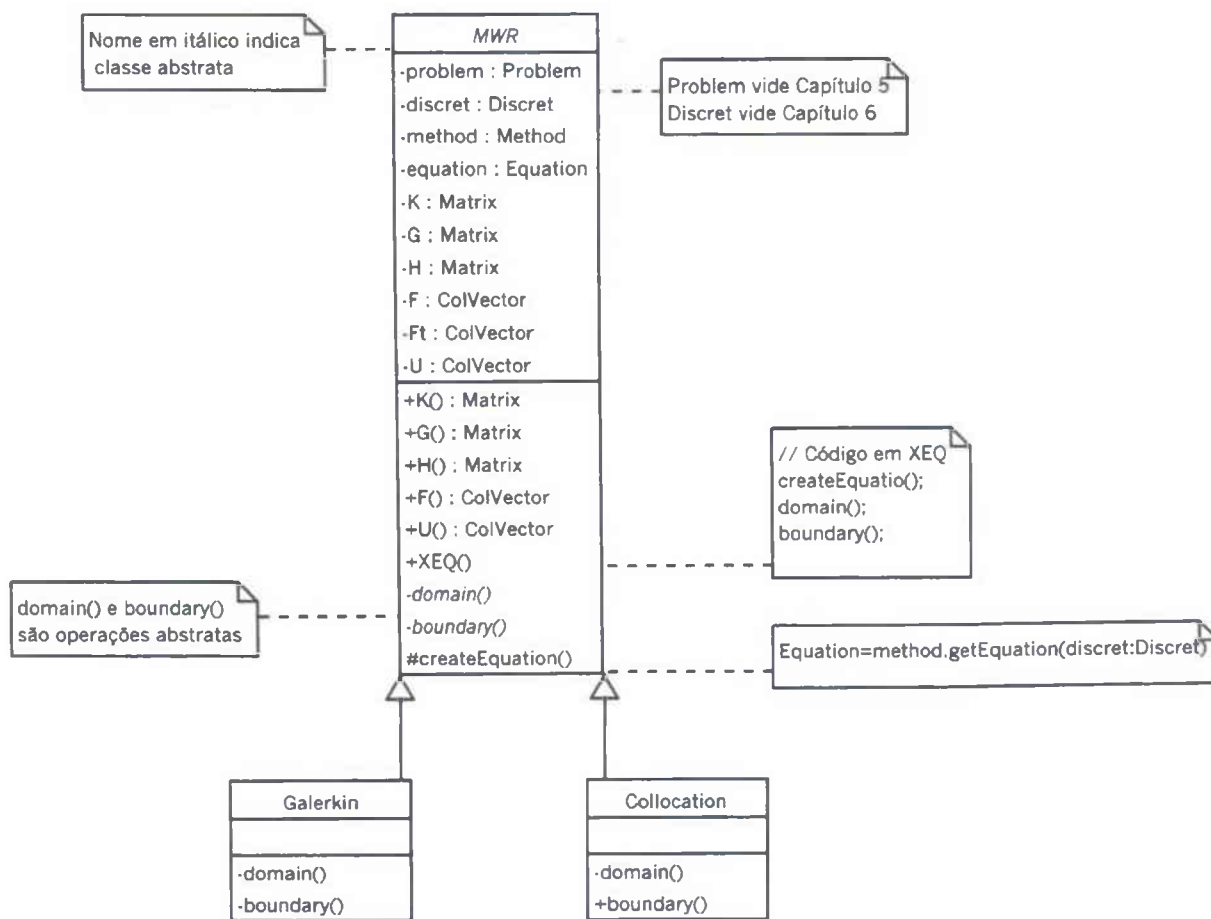 Nome em itálico indica
classe abstrata
MWR
-problem : Problem
-discret : Discret
-method : Method
-equation : Equation
-K : Matrix
-G : Matrix
-H : Matrix
-F : ColVector
-Ft : ColVector
-U : ColVector
+K() : Matrix
+G() : Matrix
+H() : Matrix
+F() : ColVector
+U() : ColVector
+XEQ()
-domain()
-boundary()
#createEquation()
Problem vide Capítulo 5
Discret vide Capítulo 6
// Código em XEQ
createEquatio();
domain();
boundary();
domain() e boundary()
são operações abstratas
Equation=method.getEquation(discret:Discret)
Galerkin
-domain()
-boundary()
Collocation
-domain()
+boundary()